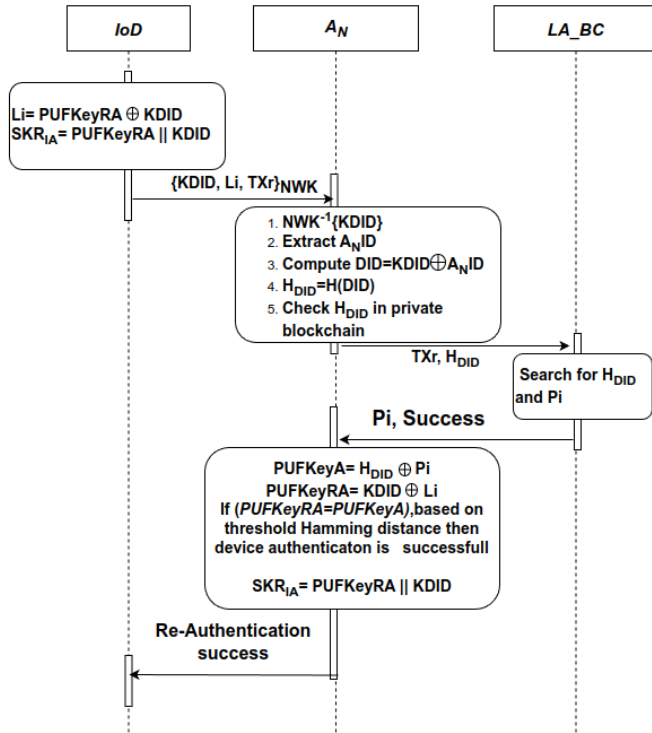 IoD
A_N
LA_BC
Li= PUFKeyRA ⊕ KDID
SKR_IA= PUFKeyRA || KDID
{KDID, Li, TXr}_NWK
1. NWK^-1{KDID}
2. Extract A_NID
3. Compute DID=KDID⊕A_NID
4. H_DID=H(DID)
5. Check H_DID in private
blockchain
TXr, H_DID
Search for H_DID
and Pi
Pi, Success
PUFKeyA= H_DID ⊕ Pi
PUFKeyRA= KDID ⊕ Li
If (PUFKeyRA=PUFKeyA),based on
threshold Hamming distance then
device authenticaton is successfull
SKR_IA= PUFKeyRA || KDID
Re-Authentication
success